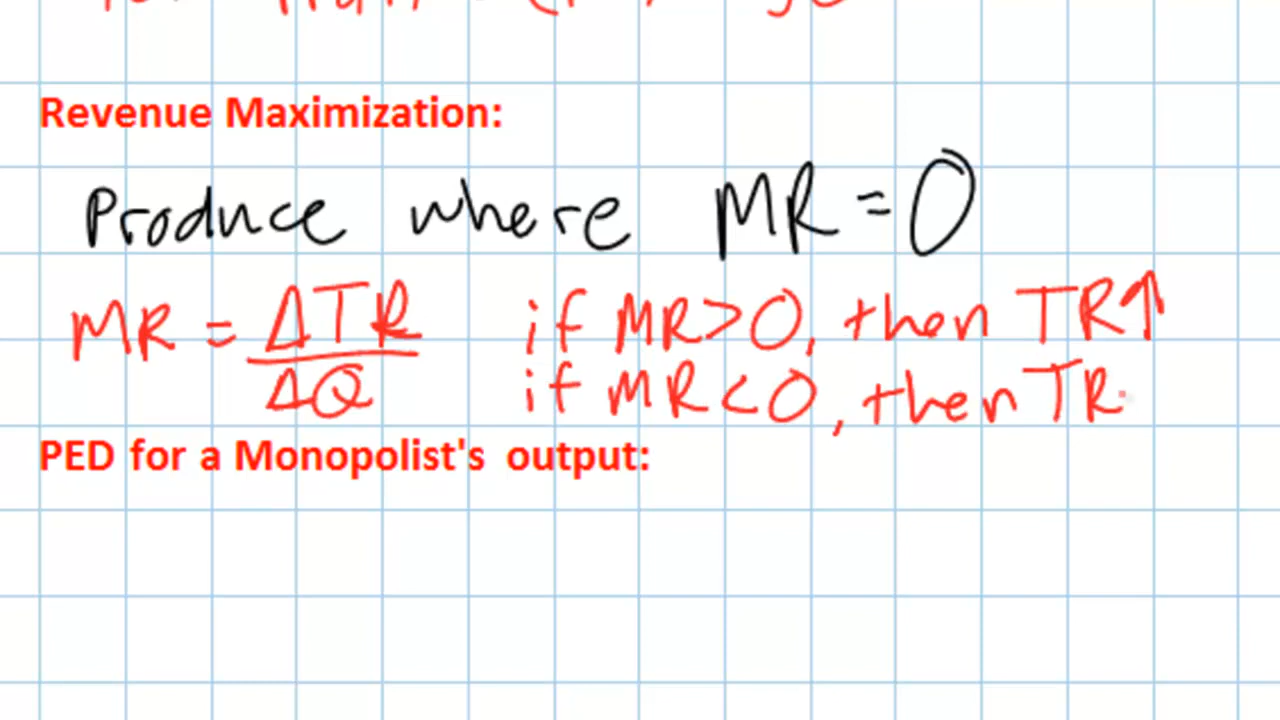 Revenue Maximization:
Produce where MR = 0
MR = ΔTR/ΔQ if MR>0, then TR↑
if MR<0, then TR
PED for a Monopolist's output: